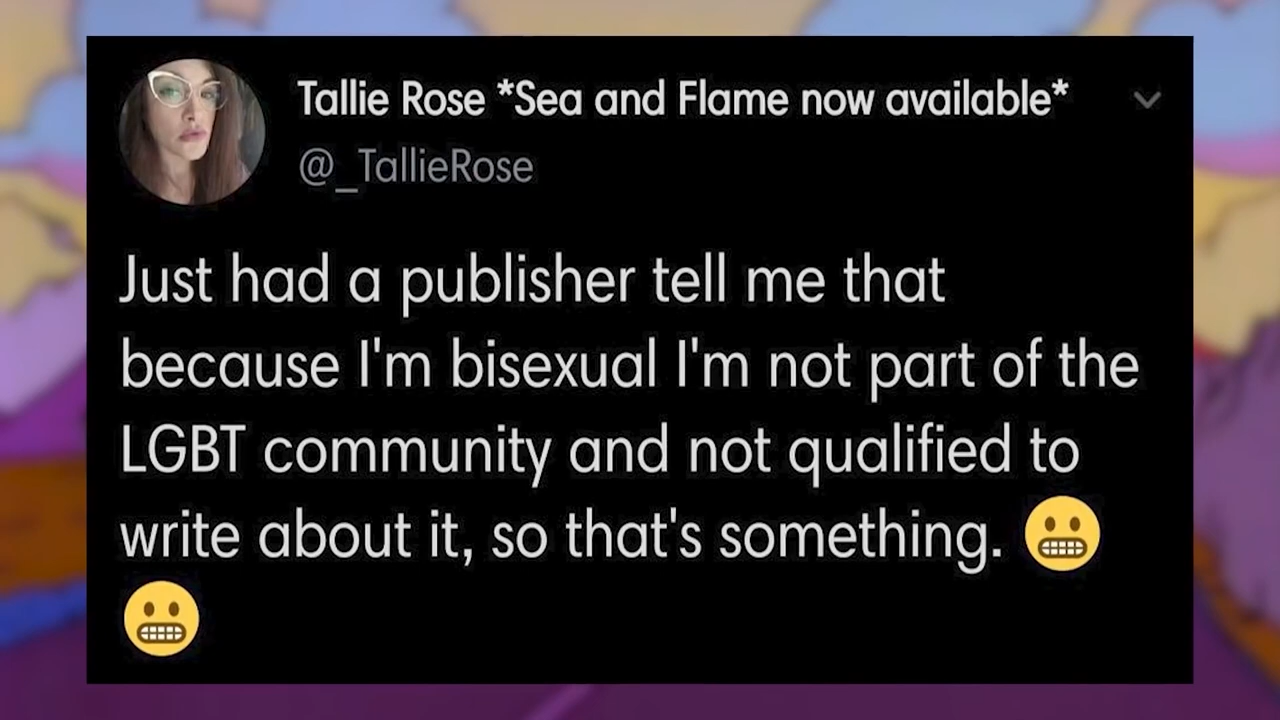 Tallie Rose *Sea and Flame now available*
@_TallieRose
Just had a publisher tell me that
because I'm bisexual I'm not part of the
LGBT community and not qualified to
write about it, so that's something. 😬
😬